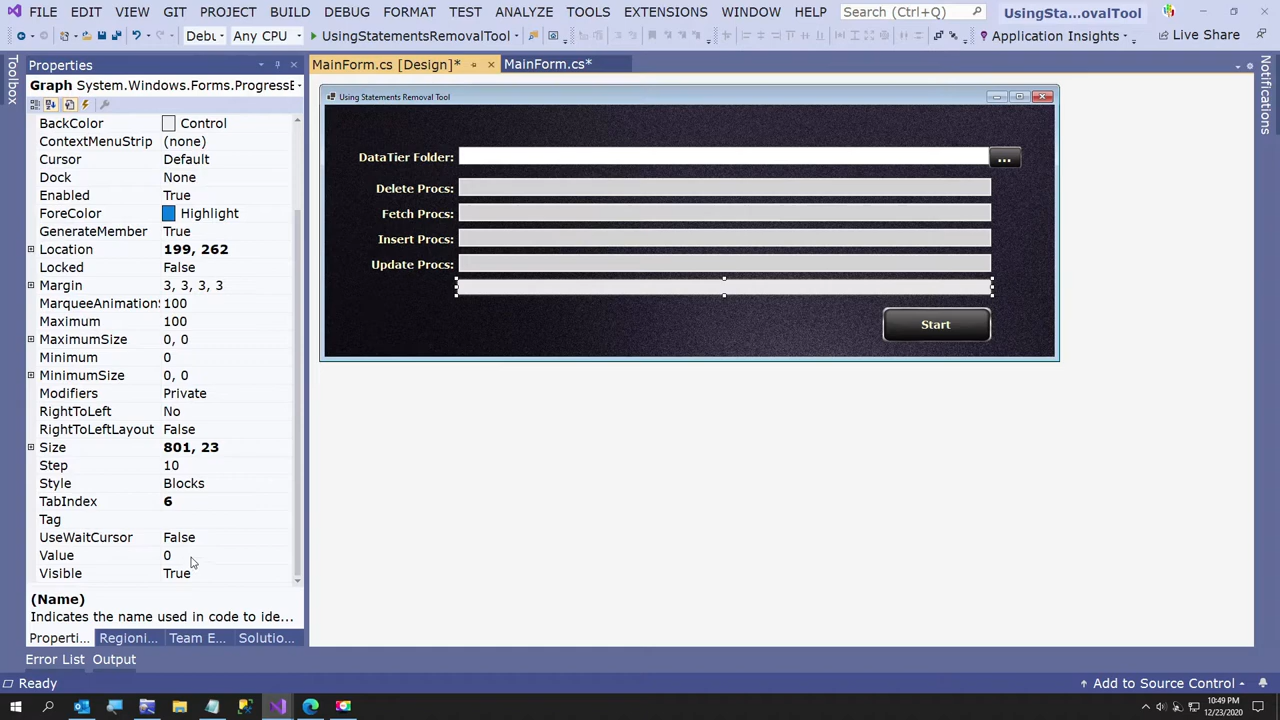 FILE EDIT VIEW GIT PROJECT BUILD DEBUG FORMAT TEST ANALYZE TOOLS EXTENSIONS WINDOW HELP Search (Ctrl+Q) UsingSta...ovalTool
Debu Any CPU UsingStatementsRemovalTool Application Insights Live Share
Toolbox
Properties
MainForm.cs [Design]* MainForm.cs*
Notifications
Graph System.Windows.Forms.ProgressE
BackColor Control
ContextMenuStrip (none)
Cursor Default
Dock None
Enabled True
ForeColor Highlight
GenerateMember True
Location 199, 262
Locked False
Margin 3, 3, 3, 3
MarqueeAnimation 100
Maximum 100
MaximumSize 0, 0
Minimum 0
MinimumSize 0, 0
Modifiers Private
RightToLeft No
RightToLeftLayout False
Size 801, 23
Step 10
Style Blocks
TabIndex 6
Tag
UseWaitCursor False
Value 0
Visible True
(Name)
Indicates the name used in code to ide...
Properti... Regioni... Team E... Solutio...
Using Statements Removal Tool
DataTier Folder: ...
Delete Procs:
Fetch Procs:
Insert Procs:
Update Procs:
Start
Error List Output
Ready Add to Source Control
10:49 PM
12/23/2020